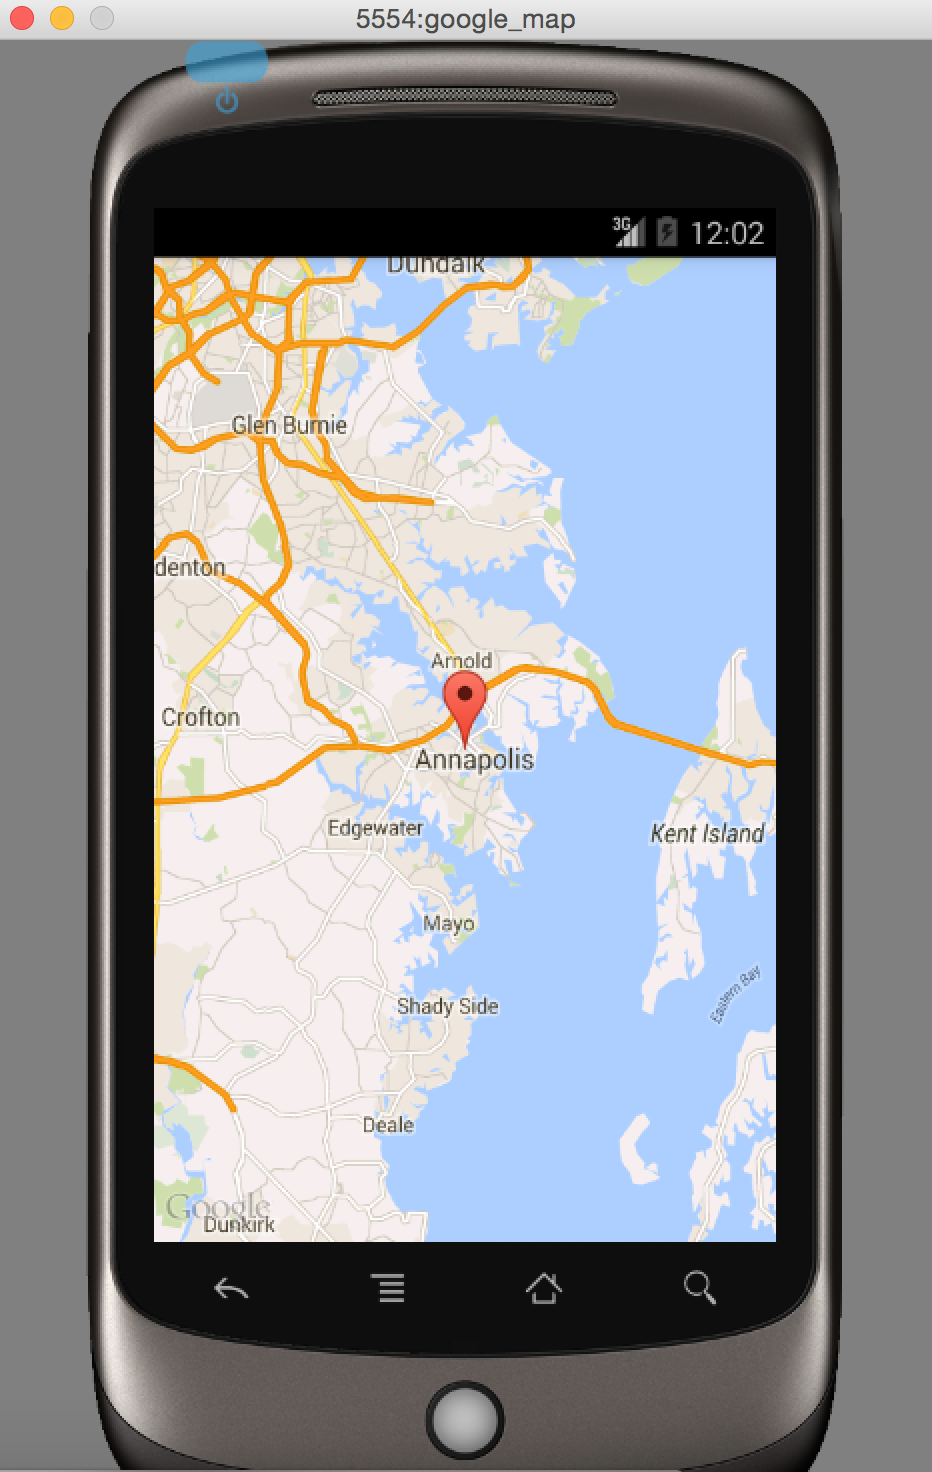 5554:google_map
3G 12:02
Dundalk
Glen Burnie
denton
Arnold
Crofton
Annapolis
Edgewater
Kent Island
Mayo
Eastern Bay
Shady Side
Deale
Google
Dunkirk